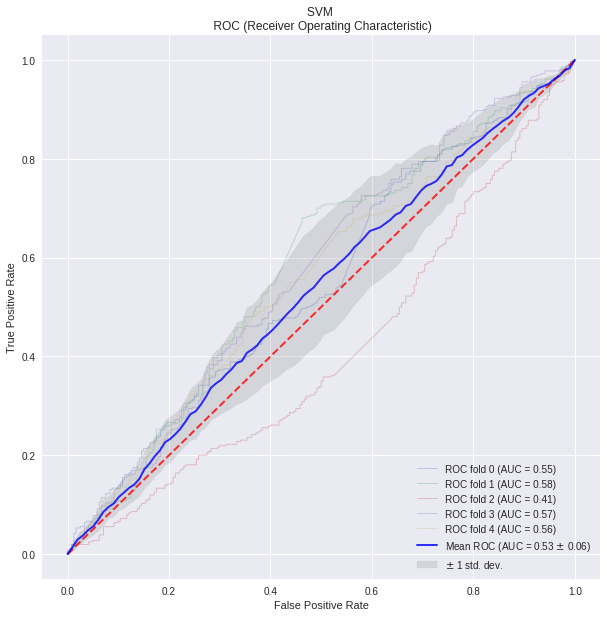 SVM
ROC (Receiver Operating Characteristic)
1.0
0.8
0.6
0.4
0.2
0.0
True Positive Rate
ROC fold 0 (AUC = 0.55)
ROC fold 1 (AUC = 0.58)
ROC fold 2 (AUC = 0.41)
ROC fold 3 (AUC = 0.57)
ROC fold 4 (AUC = 0.56)
Mean ROC (AUC = 0.53 ± 0.06)
± 1 std. dev.
0.0 0.2 0.4 0.6 0.8 1.0
False Positive Rate